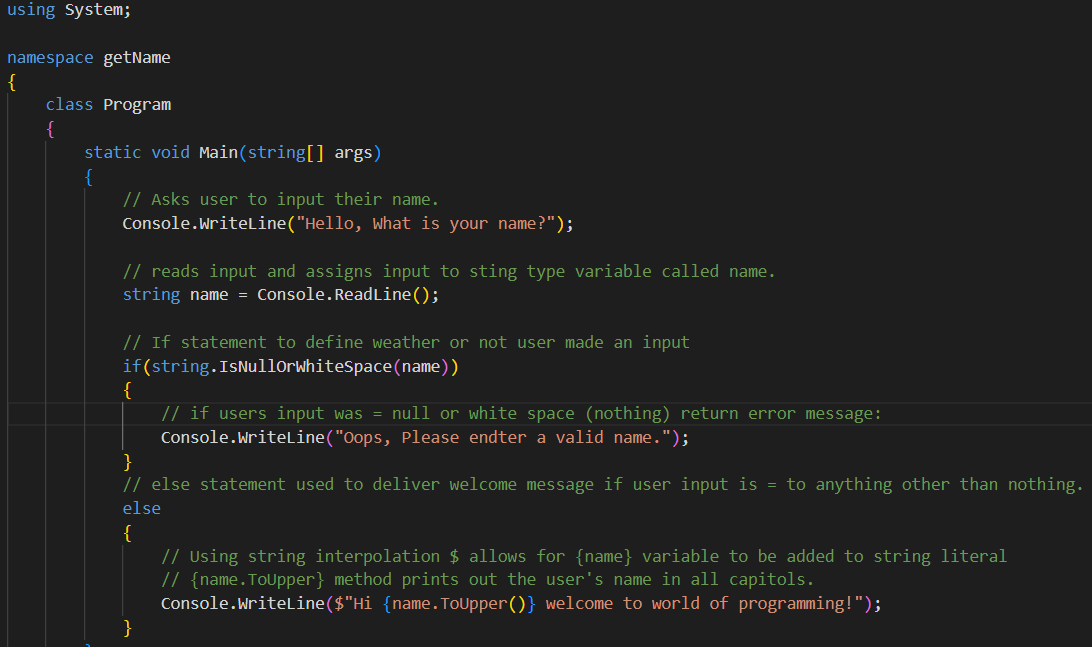 using System;
namespace getName
{
class Program
{
static void Main(string[] args)
{
// Asks user to input their name.
Console.WriteLine("Hello, What is your name?");
// reads input and assigns input to sting type variable called name.
string name = Console.ReadLine();
// If statement to define weather or not user made an input
if(string.IsNullOrWhiteSpace(name))
{
// if users input was = null or white space (nothing) return error message:
Console.WriteLine("Oops, Please endter a valid name.");
}
// else statement used to deliver welcome message if user input is = to anything other than nothing.
else
{
// Using string interpolation $ allows for {name} variable to be added to string literal
// {name.ToUpper} method prints out the user's name in all capitols.
Console.WriteLine($"Hi {name.ToUpper()} welcome to world of programming!");
}